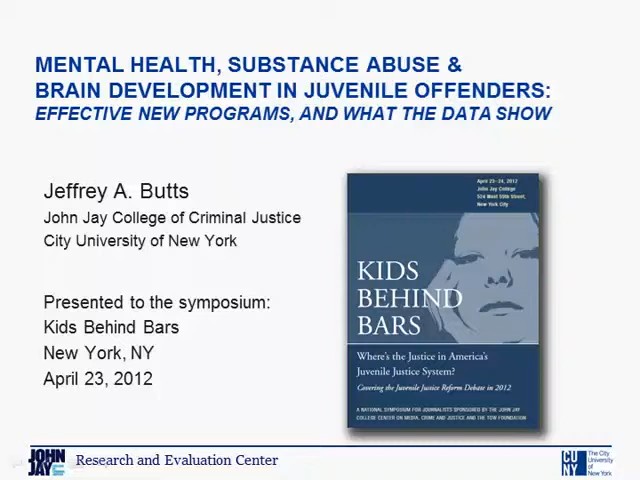 MENTAL HEALTH, SUBSTANCE ABUSE &
BRAIN DEVELOPMENT IN JUVENILE OFFENDERS:
EFFECTIVE NEW PROGRAMS, AND WHAT THE DATA SHOW
Jeffrey A. Butts
John Jay College of Criminal Justice
City University of New York
Presented to the symposium:
Kids Behind Bars
New York, NY
April 23, 2012
April 23–24, 2012
John Jay College
524 West 59th Street,
New York City
KIDS
BEHIND
BARS
Where's the Justice in America's
Juvenile Justice System?
Covering the Juvenile Justice Reform Debate in 2012
A NATIONAL SYMPOSIUM FOR JOURNALISTS SPONSORED BY THE JOHN JAY
COLLEGE CENTER ON MEDIA, CRIME AND JUSTICE AND THE TOW FOUNDATION
JOHN
JAY
Research and Evaluation Center
CU
NY
The City
University
of
New York